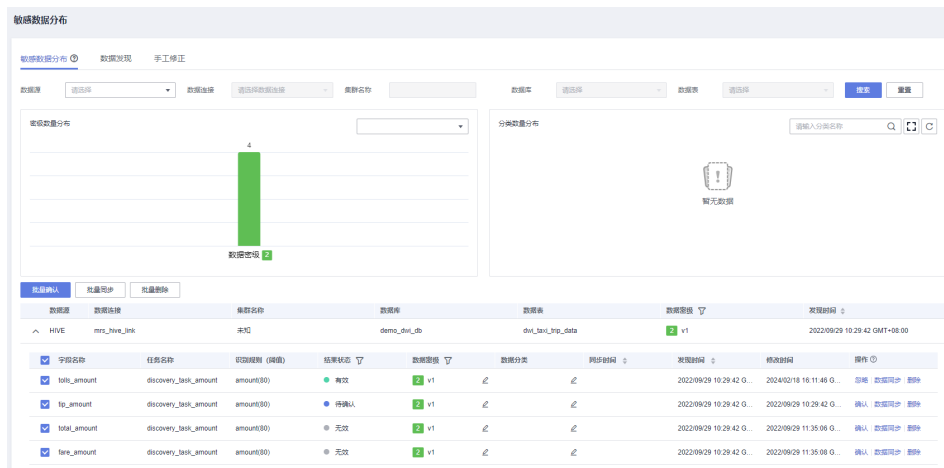 敏感数据分布
敏感数据分布 数据发现 手工修正
数据源 请选择 数据连接 请选择数据连接 集群名称 数据库 请选择 数据表 请选择 搜索 重置
密级数量分布
分类数量分布 请输入分类名称
4
暂无数据
数据密级 2
批量确认 批量同步 批量删除
数据源 数据连接 集群名称 数据库 数据表 数据密级 发现时间
HIVE mrs_hive_link 未知 demo_dwi_db dwi_taxi_trip_data 2 v1 2022/09/29 10:29:42 GMT+08:00
字段名称 任务名称 识别规则 (阈值) 结果状态 数据密级 数据分类 同步时间 发现时间 修改时间 操作
tolls_amount discovery_task_amount amount(80) 有效 2 v1 2022/09/29 10:29:42 G... 2024/02/18 16:11:46 G... 忽略 数据同步 删除
tip_amount discovery_task_amount amount(80) 待确认 2 v1 2022/09/29 10:29:42 G... 2022/09/29 10:29:42 G... 确认 数据同步 删除
total_amount discovery_task_amount amount(80) 无效 2 v1 2022/09/29 10:29:42 G... 2022/09/29 11:35:06 G... 确认 数据同步 删除
fare_amount discovery_task_amount amount(80) 无效 2 v1 2022/09/29 10:29:42 G... 2022/09/29 11:35:08 G... 确认 数据同步 删除